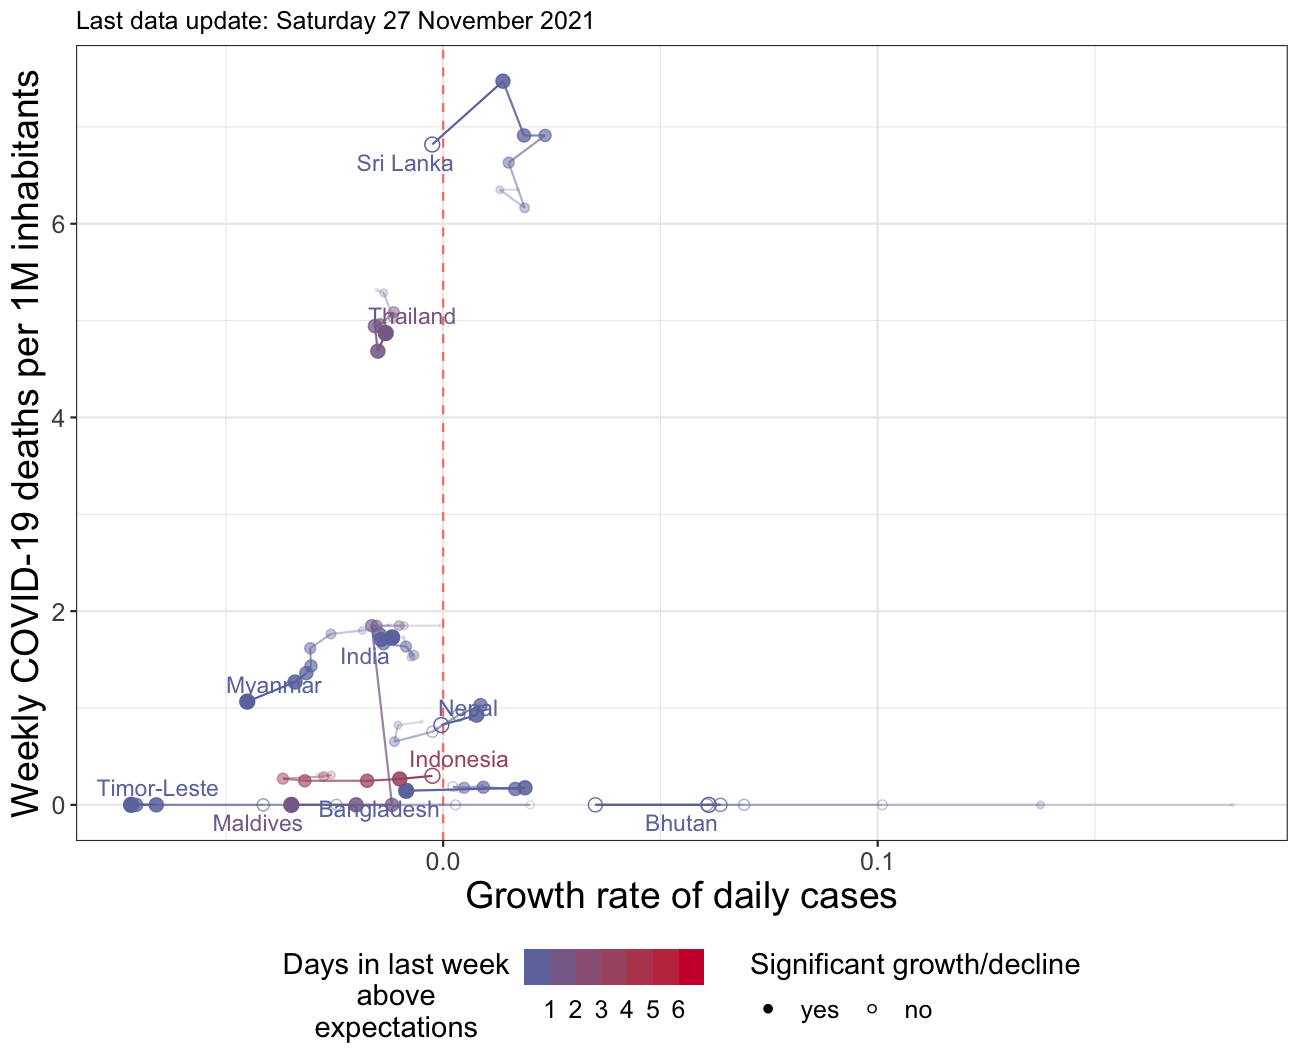 Last data update: Saturday 27 November 2021
Weekly COVID-19 deaths per 1M inhabitants
6
4
2
0
Sri Lanka
Thailand
India
Myanmar
Nepal
Indonesia
Timor-Leste
Bangladesh
Maldives
Bhutan
0.0
0.1
Growth rate of daily cases
Days in last week
above
expectations
1 2 3 4 5 6
Significant growth/decline
yes
no